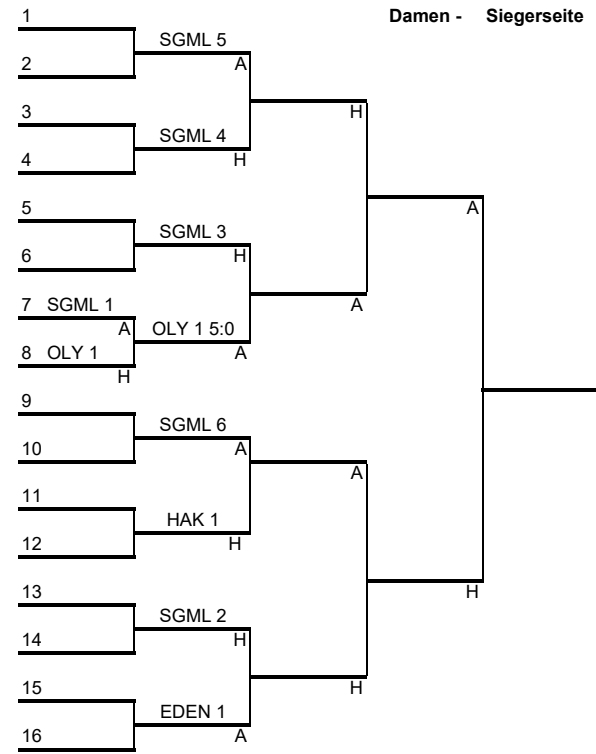 Damen - Siegerseite
1
SGML 5
2
A
3
H
SGML 4
4
H
5
A
SGML 3
6
H
7 SGML 1
A
A
OLY 1 5:0
8 OLY 1
A
H
9
SGML 6
10
A
A
11
HAK 1
12
H
13
H
SGML 2
14
H
15
H
EDEN 1
16
A